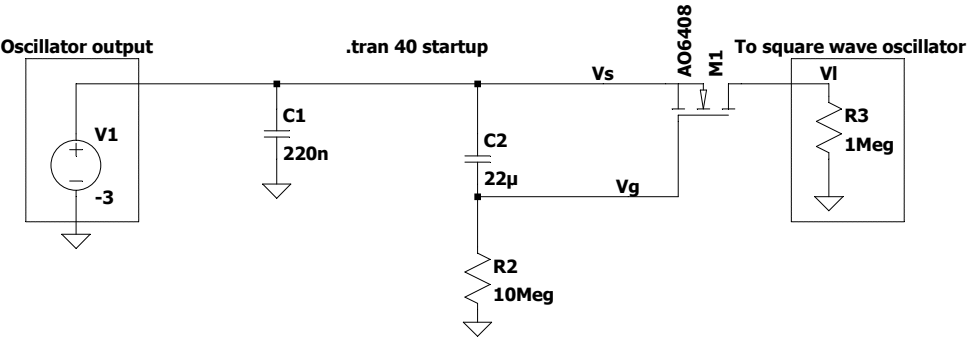 Oscillator output
.tran 40 startup
AO6408
M1
To square wave oscillator
Vs
Vl
V1
-3
C1
220n
C2
22µ
Vg
R3
1Meg
R2
10Meg